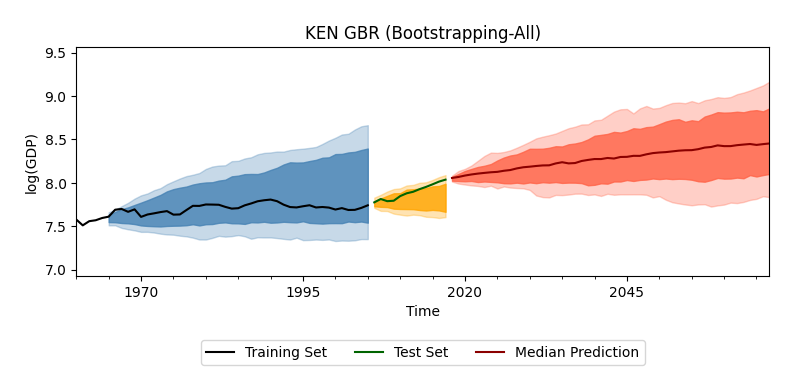 KEN GBR (Bootstrapping-All)
9.5
9.0
8.5
8.0
7.5
7.0
log(GDP)
1970 1995 2020 2045
Time
Training Set Test Set Median Prediction